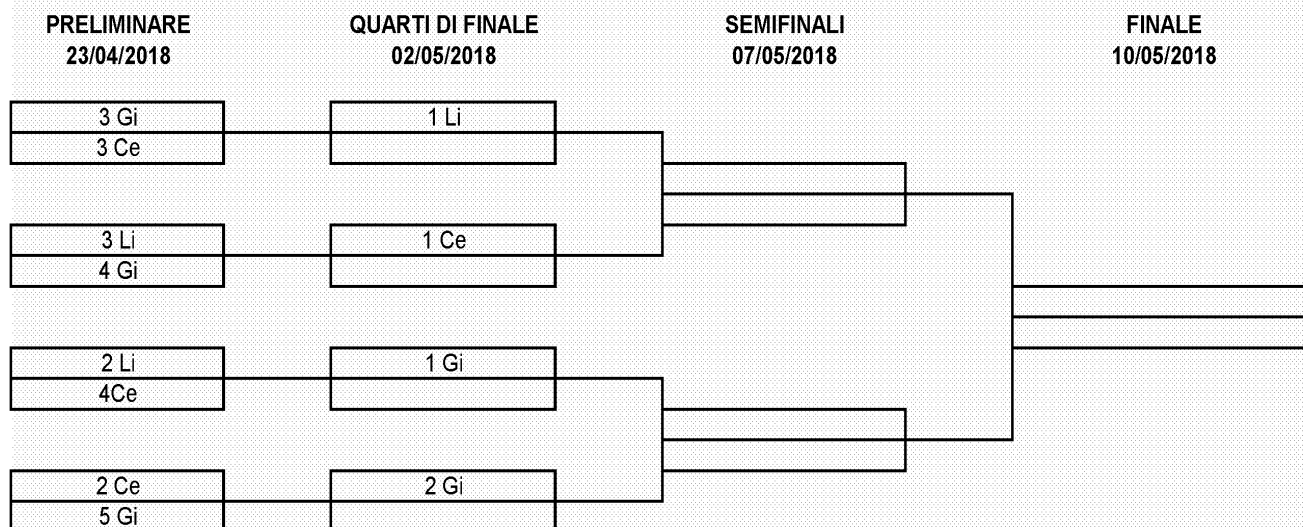 PRELIMINARE QUARTI DI FINALE SEMIFINALI FINALE
23/04/2018 02/05/2018 07/05/2018 10/05/2018
3 Gi 1 Li
3 Ce
3 Li 1 Ce
4 Gi
2 Li 1 Gi
4Ce
2 Ce 2 Gi
5 Gi